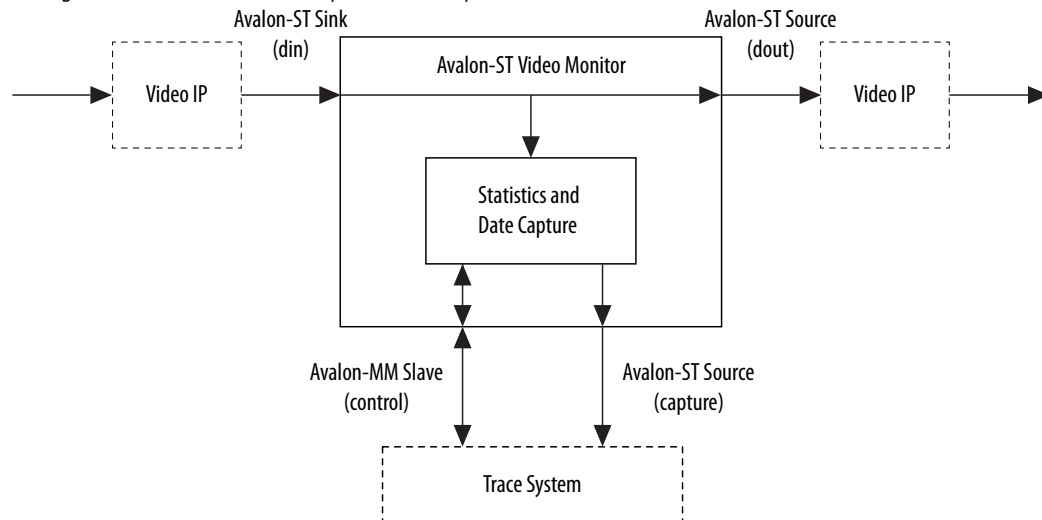 Avalon-ST Sink
(din)
Avalon-ST Source
(dout)
Avalon-ST Video Monitor
Video IP
Video IP
Statistics and
Date Capture
Avalon-MM Slave
(control)
Avalon-ST Source
(capture)
Trace System